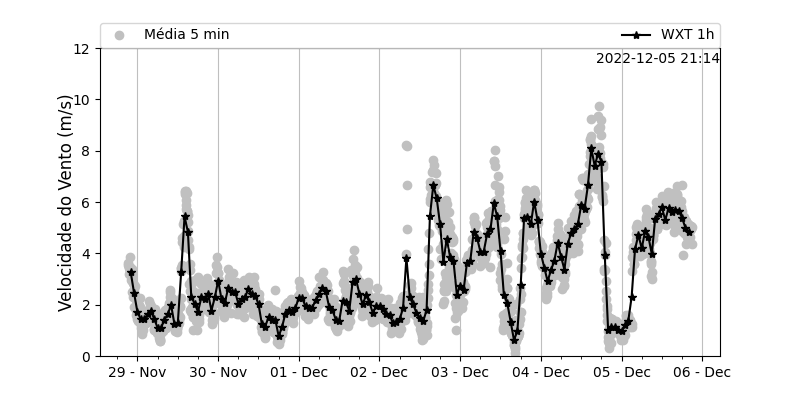 Média 5 min
WXT 1h
2022-12-05 21:14
Velocidade do Vento (m/s)
12
10
8
6
4
2
0
29 - Nov
30 - Nov
01 - Dec
02 - Dec
03 - Dec
04 - Dec
05 - Dec
06 - Dec